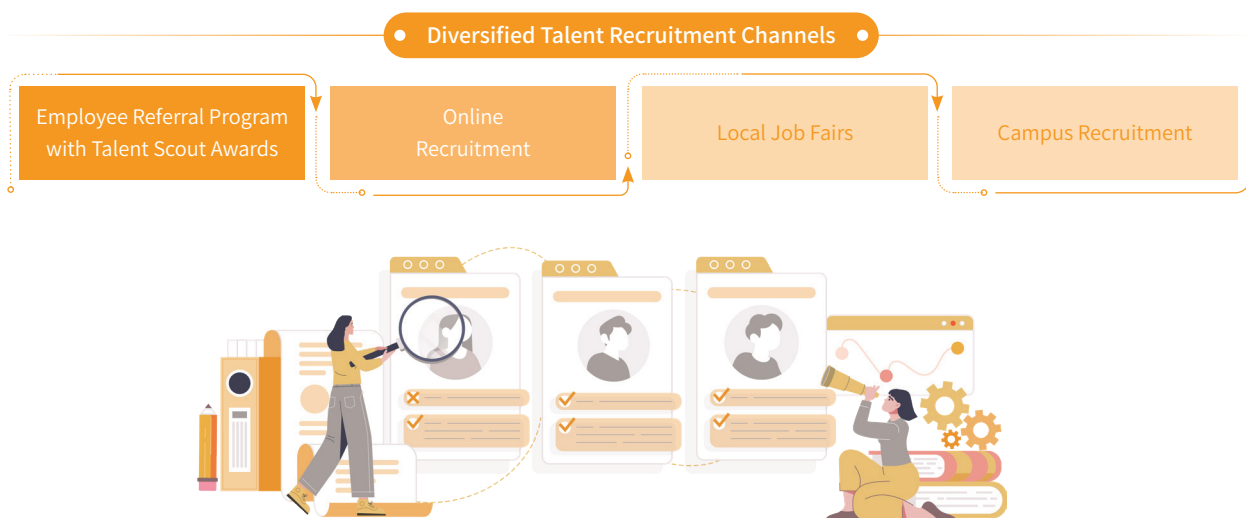 Diversified Talent Recruitment Channels
Employee Referral Program
with Talent Scout Awards
Online
Recruitment
Local Job Fairs
Campus Recruitment